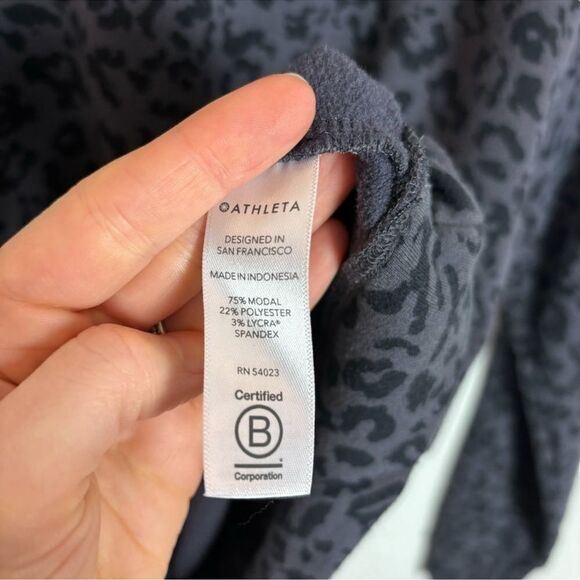 ATHLETA
DESIGNED IN
SAN FRANCISCO
MADE IN INDONESIA
75% MODAL
22% POLYESTER
3% LYCRA®
SPANDEX
RN 54023
Certified
B
Corporation